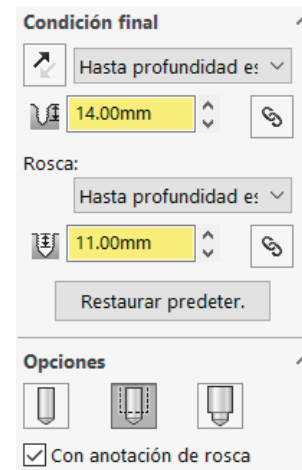 Condición final
Hasta profundidad es
14.00mm
Rosca:
Hasta profundidad es
11.00mm
Restaurar predeter.
Opciones
Con anotación de rosca